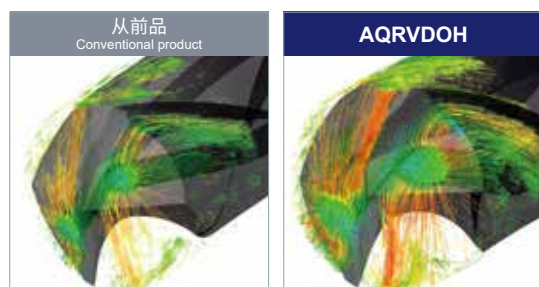 从前品
Conventional product
AQRVDOH